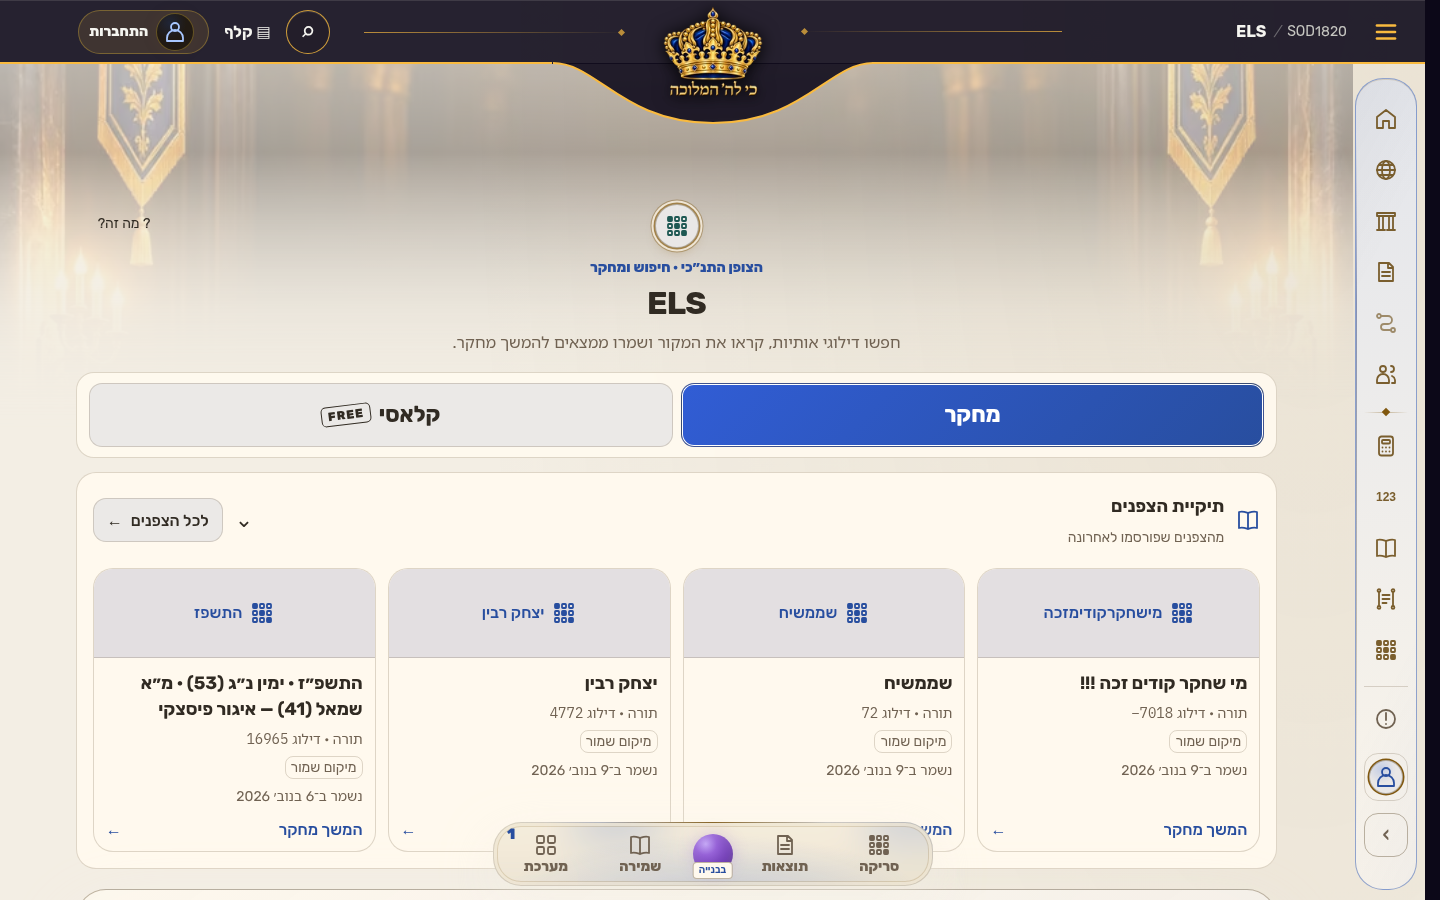 SOD1820 / ELS
כי לה' המלוכה
קלף
התחברות
? מה זה?
הצופן התנ״כי • חיפוש ומחקר
ELS
חפשו דילוגי אותיות, קראו את המקור ושמרו ממצאים להמשך מחקר.
מחקר
קלאסי FREE
תיקיית הצפנים
מהצפנים שפורסמו לאחרונה
לכל הצפנים ←
מישחקרקודימזכה
מי שחקר קודים זכה !!!
תורה • דילוג 7018−
מיקום שמור
נשמר ב־9 בנוב׳ 2026
המשך מחקר ←
שממשיח
שממשיח
תורה • דילוג 72
מיקום שמור
נשמר ב־9 בנוב׳ 2026
יצחק רבין
יצחק רבין
תורה • דילוג 4772
מיקום שמור
נשמר ב־9 בנוב׳ 2026
←
התשפז
התשפ״ז • ימין נ״ג (53) • מ״א
שמאל (41) — איגור פיסצקי
תורה • דילוג 16965
מיקום שמור
נשמר ב־6 בנוב׳ 2026
המשך מחקר ←
סריקה
תוצאות
בבנייה
שמירה
מערכת
1
123